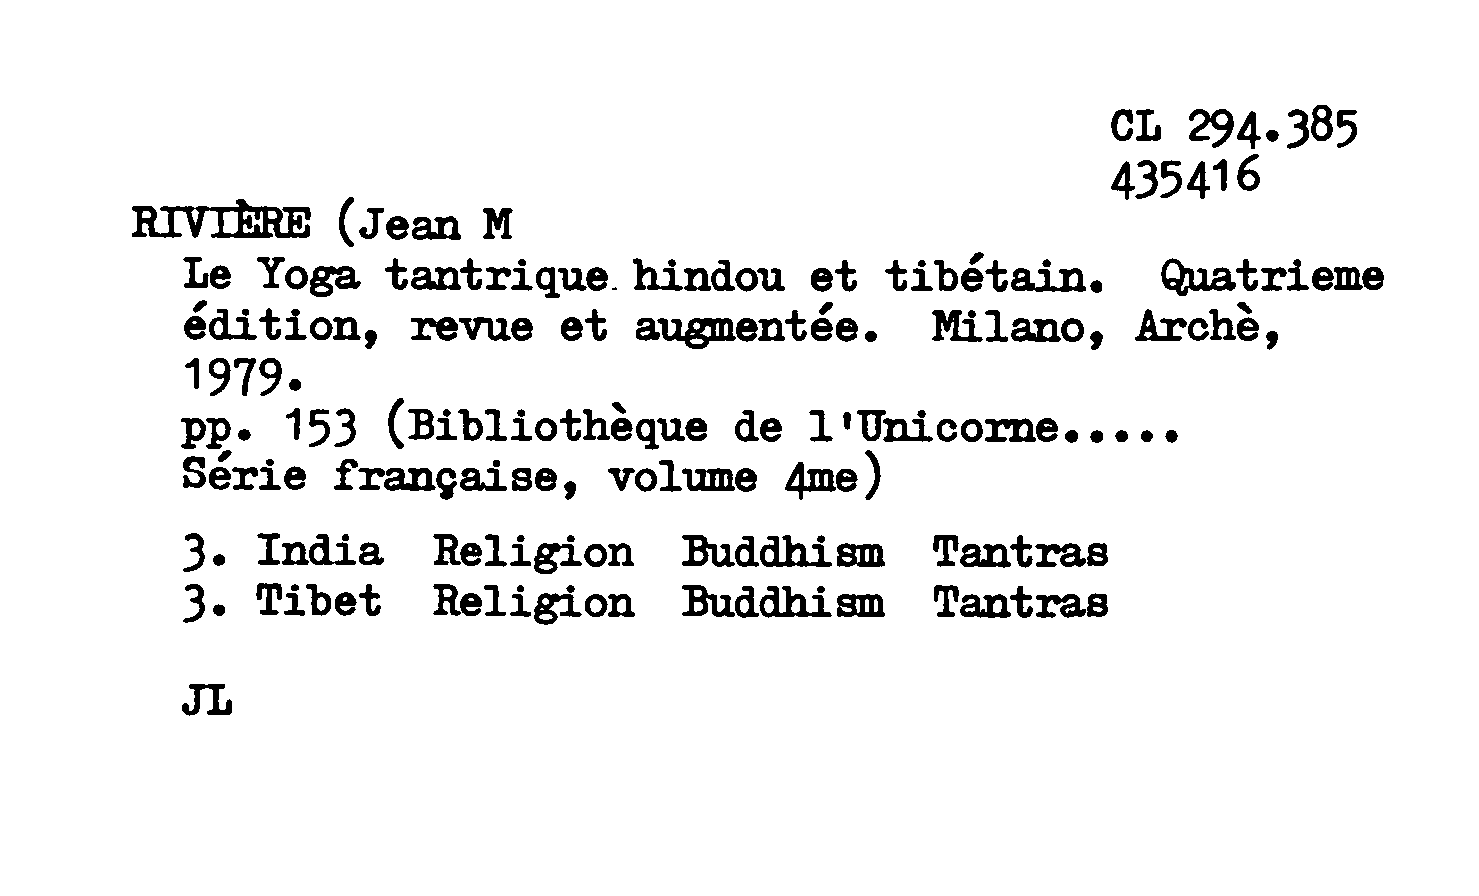 CL 294.385
435416
RIVIÈRE (Jean M
Le Yoga tantrique hindou et tibétain. Quatrieme
édition, revue et augmentée. Milano, Archè,
1979.
pp. 153 (Bibliothèque de l'Unicorne.....
Série française, volume 4me)
3. India Religion Buddhism Tantras
3. Tibet Religion Buddhism Tantras
JL